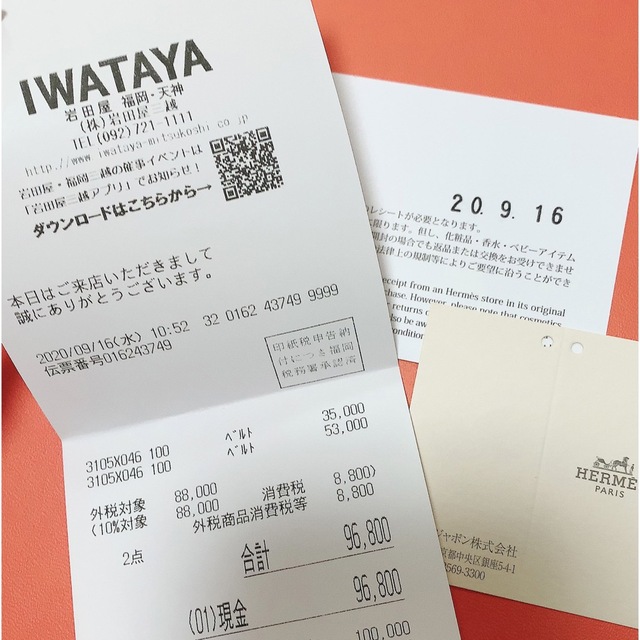 IWATAYA
岩田屋 福岡・天神
(株)岩田屋三越
TEL(092)721-1111
http://www.iwataya-mitsukoshi.co.jp
岩田屋・福岡三越の催事イベントは
「岩田屋三越アプリ」でお知らせ!
ダウンロードはこちらから→
本日はご来店いただきまして
誠にありがとうございます。
2020/09/16(水) 10:52 32 0162 43749 9999
伝票番号016243749
印紙税申告納
付につき福岡
税務署承認済
ベルト 35,000
3105X046 100
ベルト 53,000
3105X046 100
外税対象 88,000 消費税 8,800)
(10%対象 88,000 外税商品消費税等 8,800
2点 合計 96,800
(01)現金 96,800
100,000
20. 9. 16
レシートが必要となります。
に限ります。但し、化粧品・香水・ベビーアイテム
開封の場合でも返品または交換をお受けできませ
法律上の規制等によりご要望に沿うことができ
receipt from an Hermès store in its original
chase. However, please note that cosmetics,
returns
also be aw
condition
HERMÈ
PARIS
ジャポン株式会社
京都中央区銀座5-4-1
3569-3300